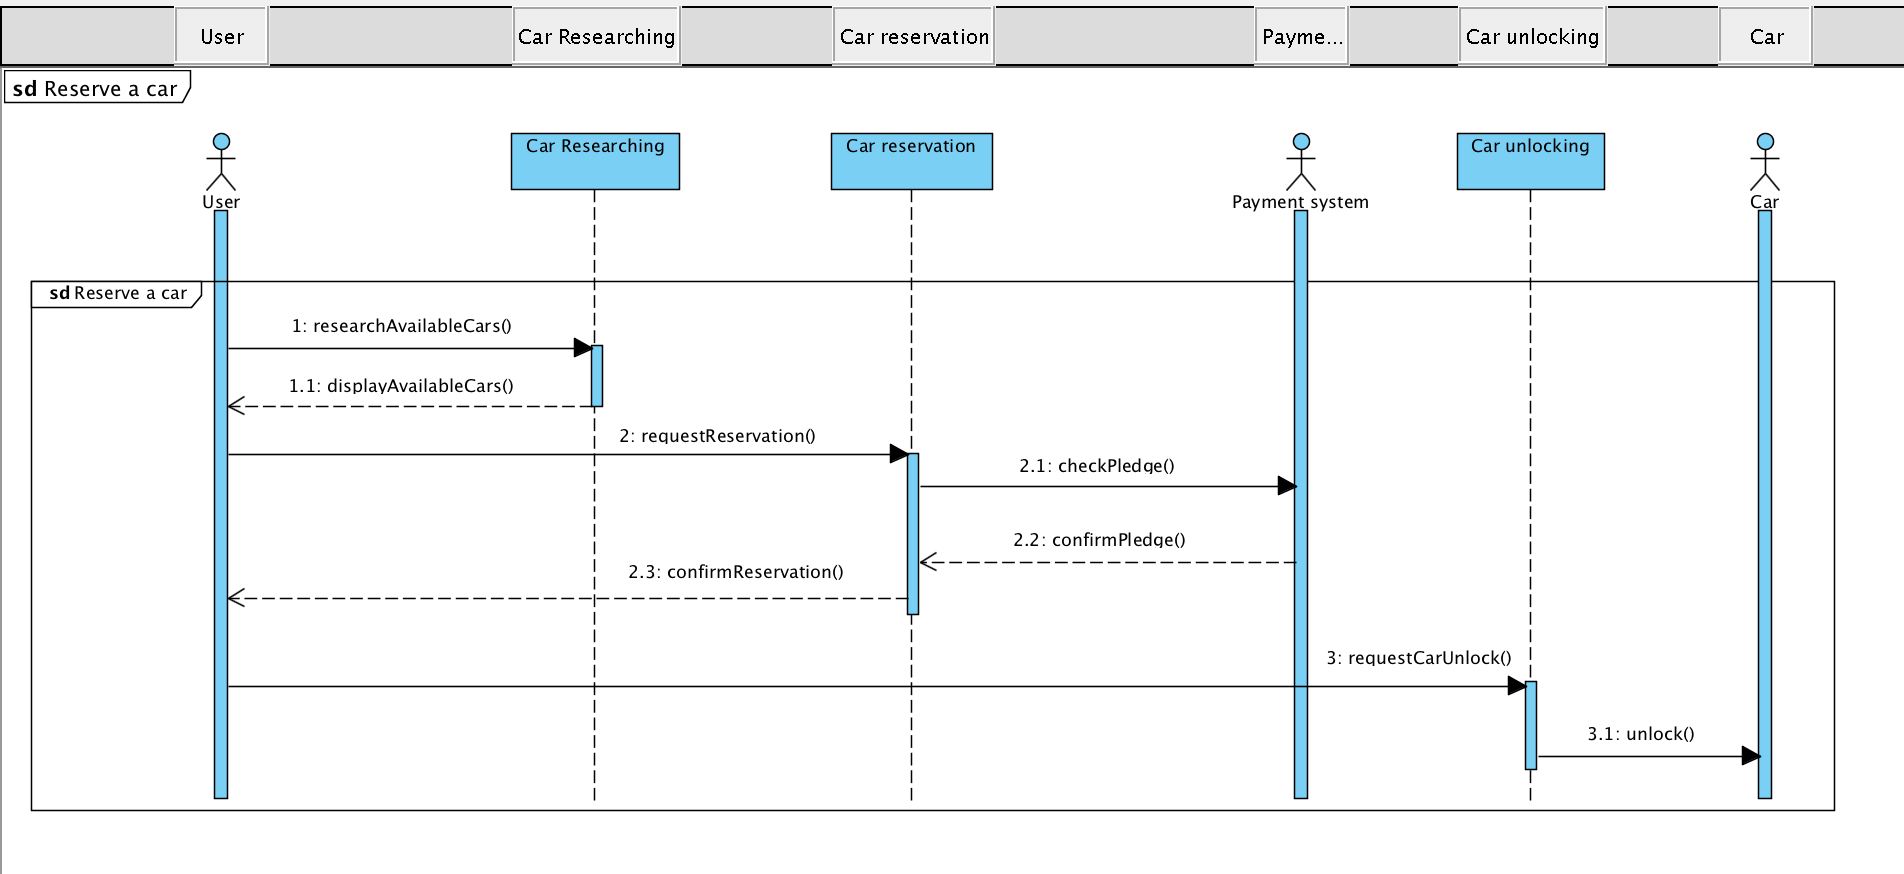 User
Car Researching
Car reservation
Payme...
Car unlocking
Car
sd Reserve a car
Car Researching
Car reservation
Car unlocking
User
Payment system
Car
sd Reserve a car
1: researchAvailableCars()
1.1: displayAvailableCars()
2: requestReservation()
2.1: checkPledge()
2.2: confirmPledge()
2.3: confirmReservation()
3: requestCarUnlock()
3.1: unlock()